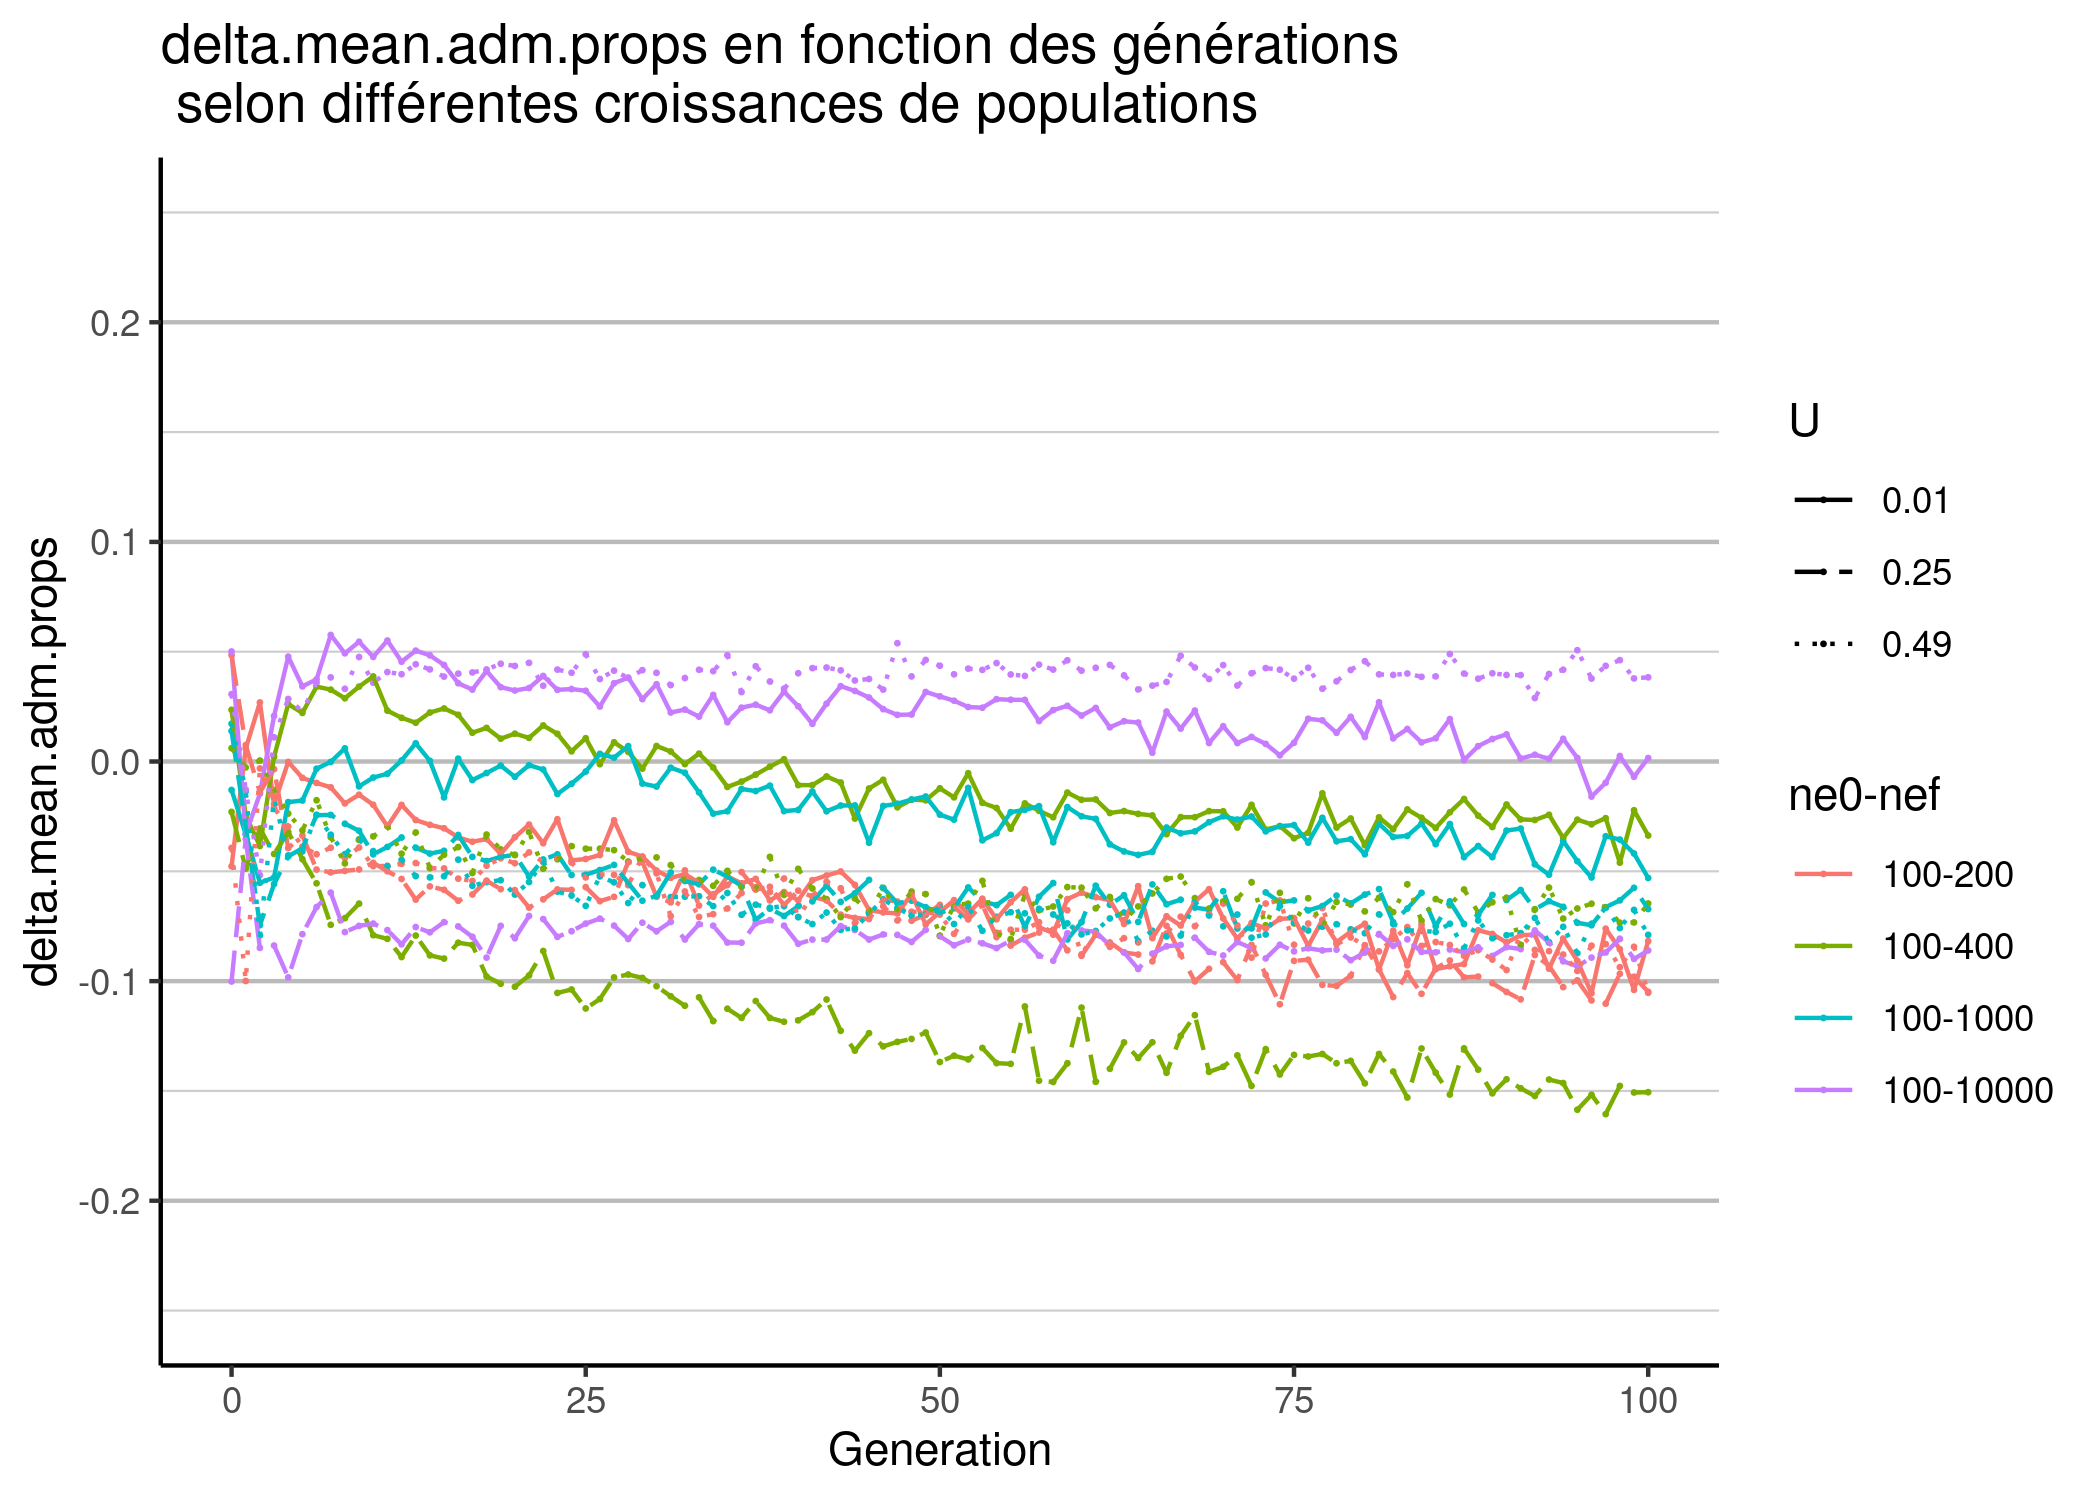 delta.mean.adm.props en fonction des générations
selon différentes croissances de populations
delta.mean.adm.props
0.2
0.1
0.0
-0.1
-0.2
0
25
50
75
100
Generation
U
0.01
0.25
0.49
ne0-nef
100-200
100-400
100-1000
100-10000